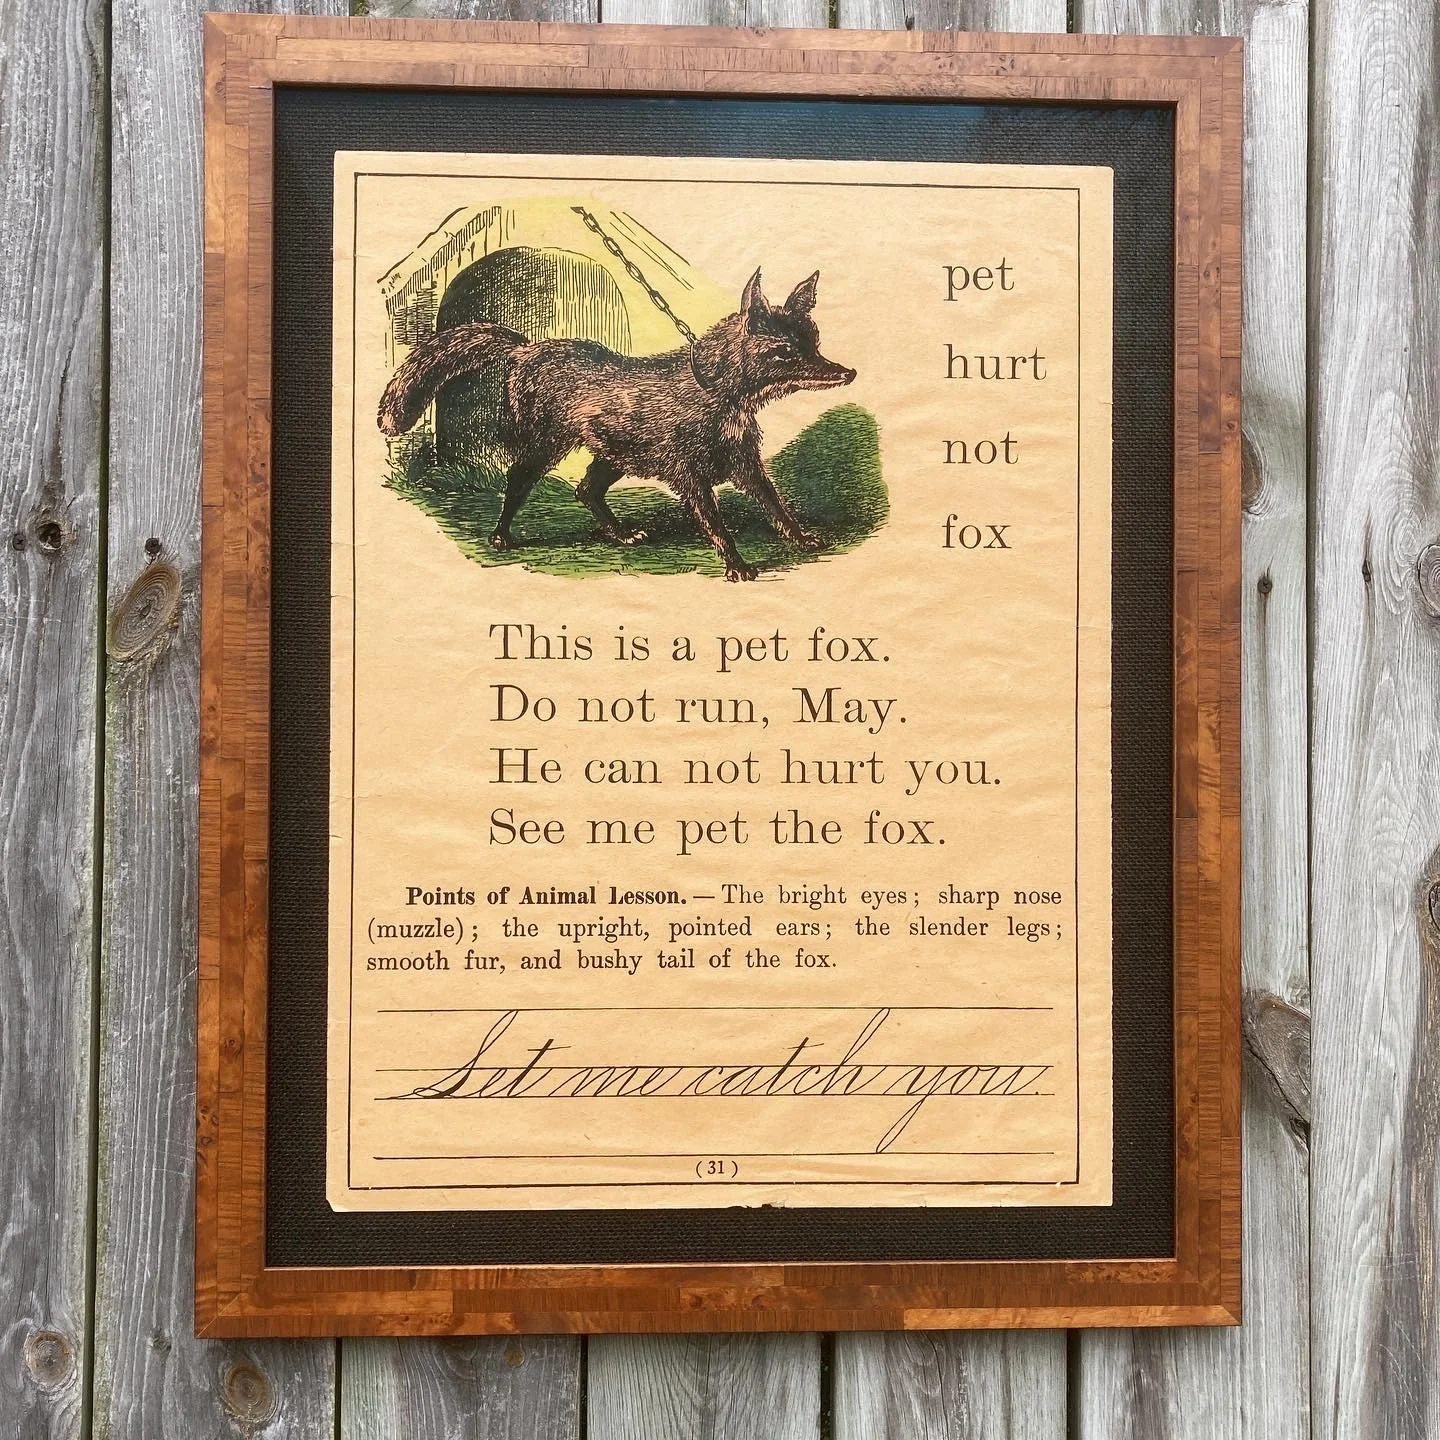 pet
hurt
not
fox
This is a pet fox.
Do not run, May.
He can not hurt you.
See me pet the fox.
Points of Animal Lesson. — The bright eyes; sharp nose
(muzzle); the upright, pointed ears; the slender legs;
smooth fur, and bushy tail of the fox.
Let me catch you.
(31)